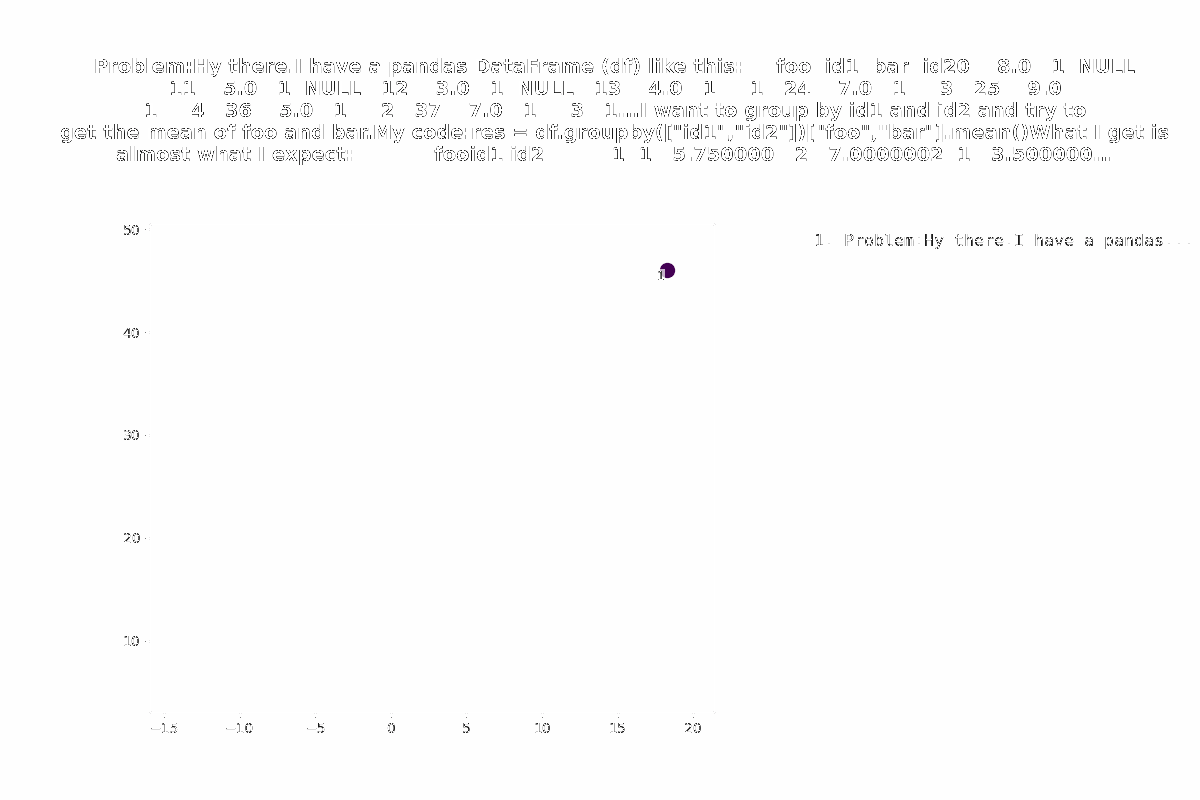 Problem:Hy there.I have a pandas DataFrame (df) like this:     foo  id1  bar  id20    8.0   1  NULL
11    5.0   1  NULL   12    3.0   1  NULL   13    4.0   1     1   24    7.0   1     3   25    9.0
1     4   36    5.0   1     2   37    7.0   1     3   1...I want to group by id1 and id2 and try to
get the mean of foo and bar.My code:res = df.groupby(["id1","id2"])["foo","bar"].mean()What I get is
almost what I expect:            fooid1 id2          1  1   5.750000   2   7.0000002  1   3.500000...
50
1. Problem:Hy there.I have a pandas...
1
40
30
20
10
−15 −10 −5 0 5 10 15 20